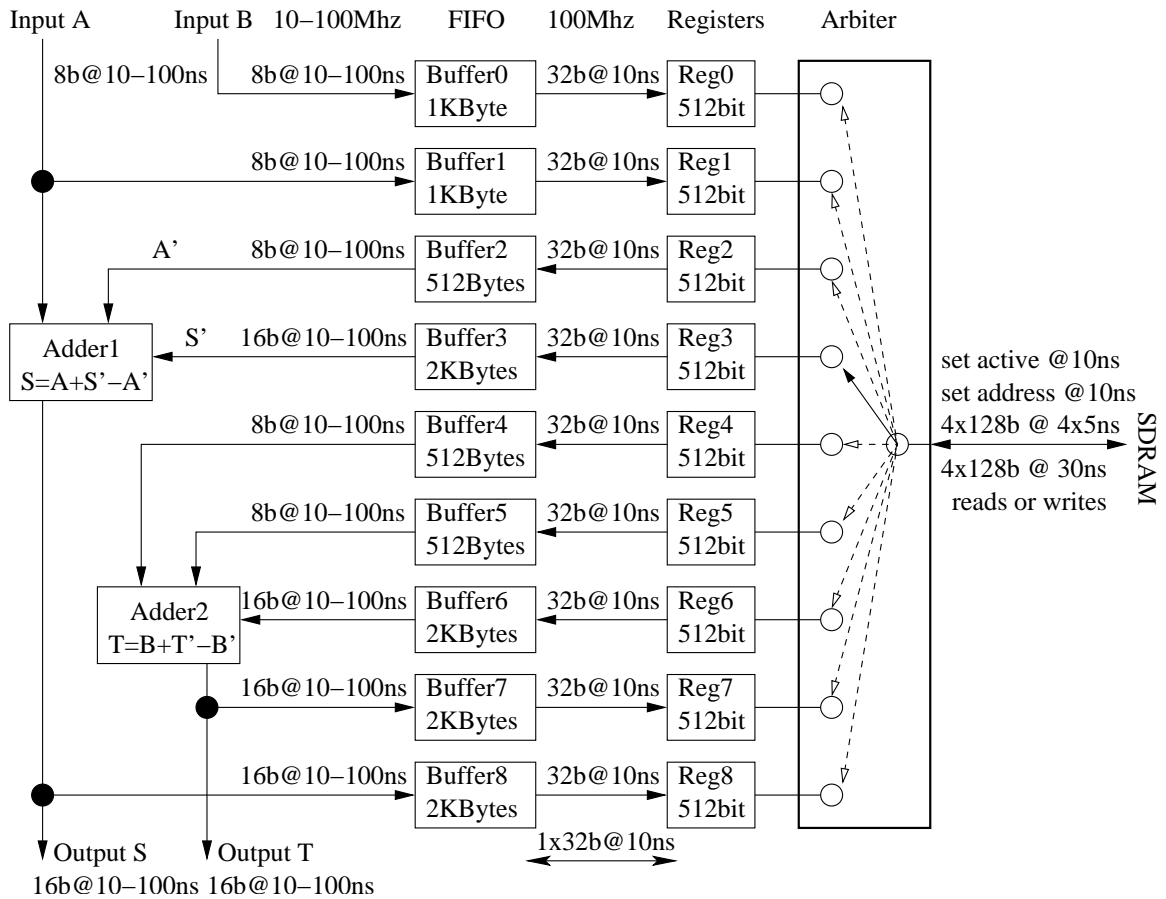 Input A Input B 10–100Mhz FIFO 100Mhz Registers Arbiter
8b@10–100ns 8b@10–100ns Buffer0 32b@10ns Reg0
1KByte 512bit
8b@10–100ns Buffer1 32b@10ns Reg1
1KByte 512bit
A' 8b@10–100ns Buffer2 32b@10ns Reg2
512Bytes 512bit
S' 16b@10–100ns Buffer3 32b@10ns Reg3
2KBytes 512bit
Adder1
S=A+S'–A'
set active @10ns
set address @10ns
4x128b @ 4x5ns
4x128b @ 30ns
reads or writes
SDRAM
8b@10–100ns Buffer4 32b@10ns Reg4
512Bytes 512bit
8b@10–100ns Buffer5 32b@10ns Reg5
512Bytes 512bit
Adder2
T=B+T'–B'
16b@10–100ns Buffer6 32b@10ns Reg6
2KBytes 512bit
16b@10–100ns Buffer7 32b@10ns Reg7
2KBytes 512bit
16b@10–100ns Buffer8 32b@10ns Reg8
2KBytes 512bit
1x32b@10ns
Output S Output T
16b@10–100ns 16b@10–100ns